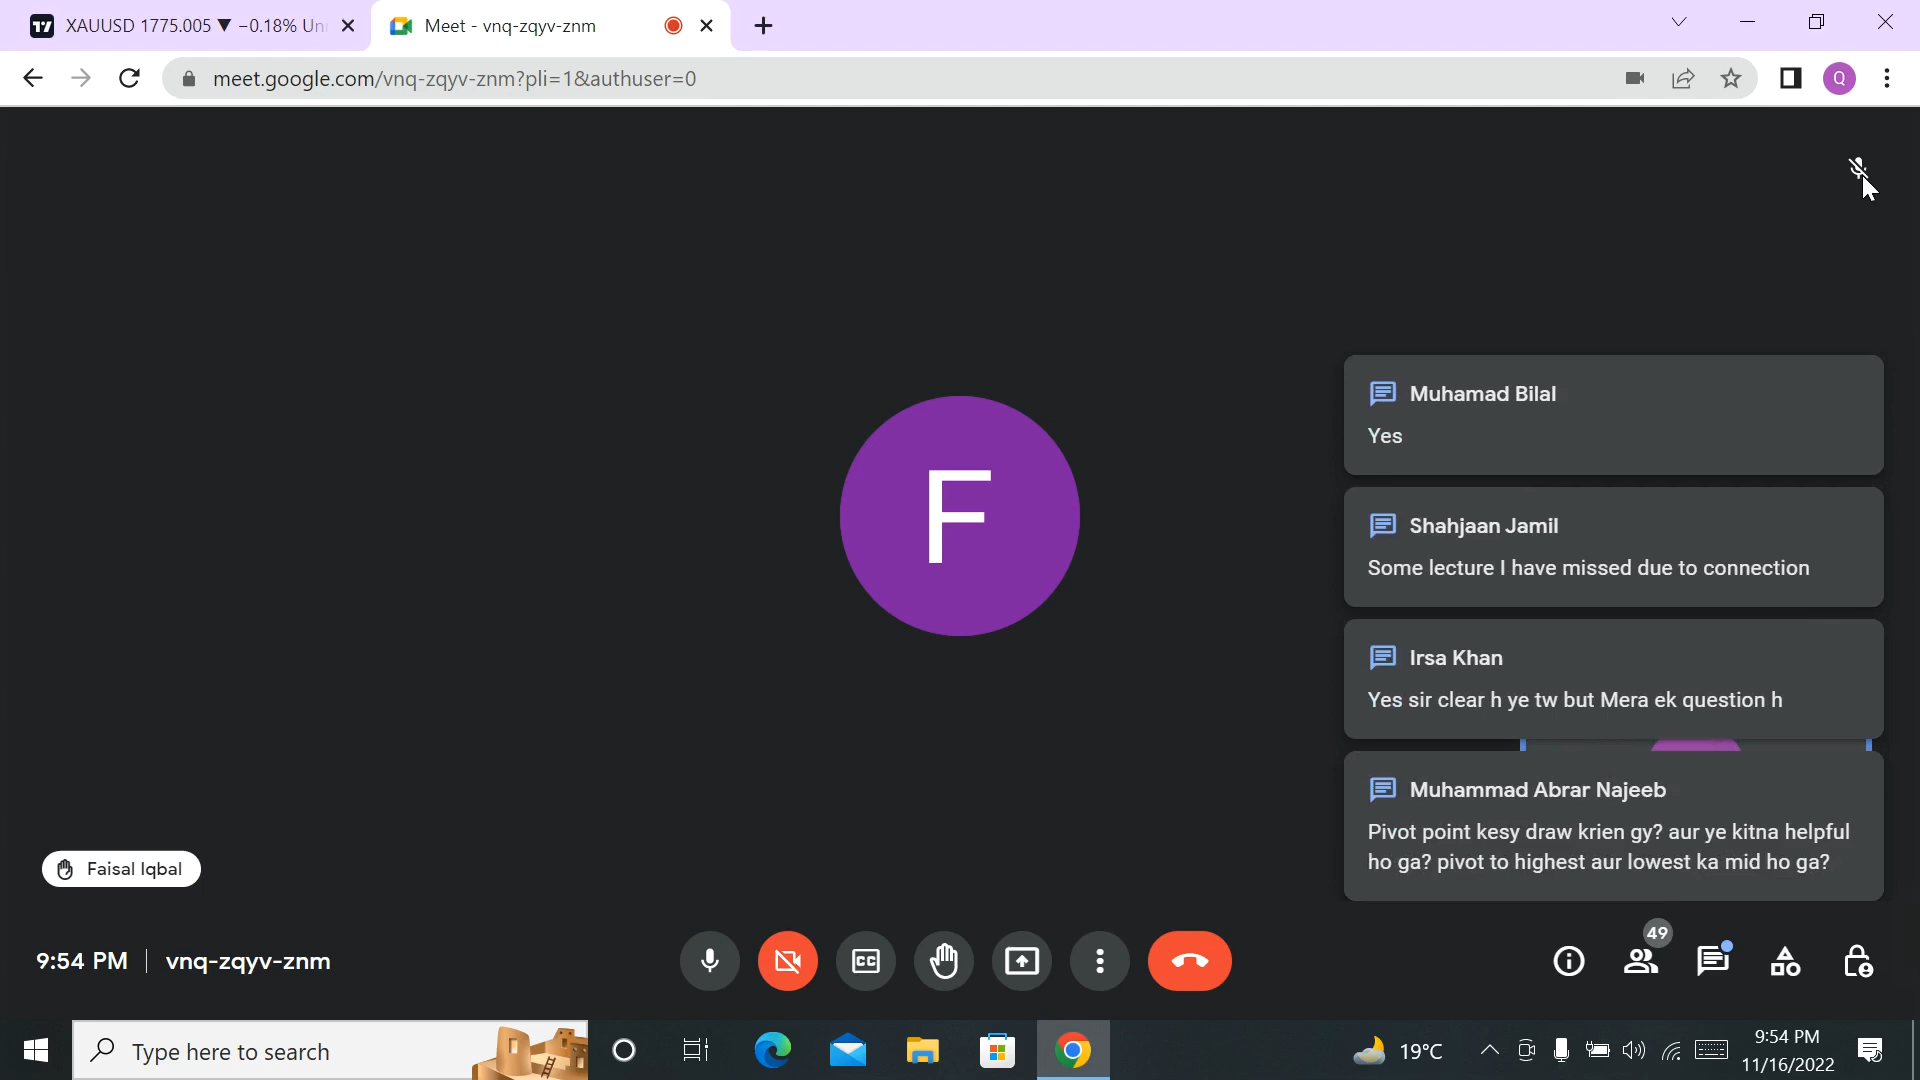 XAUUSD 1775.005 ▼ −0.18% Un
Meet - vnq-zqyv-znm
meet.google.com/vnq-zqyv-znm?pli=1&authuser=0
Q
F
Muhamad Bilal
Yes
Shahjaan Jamil
Some lecture I have missed due to connection
Irsa Khan
Yes sir clear h ye tw but Mera ek question h
Muhammad Abrar Najeeb
Pivot point kesy draw krien gy? aur ye kitna helpful
ho ga? pivot to highest aur lowest ka mid ho ga?
Faisal Iqbal
9:54 PM | vnq-zqyv-znm
CC
49
Type here to search
19°C
9:54 PM
11/16/2022